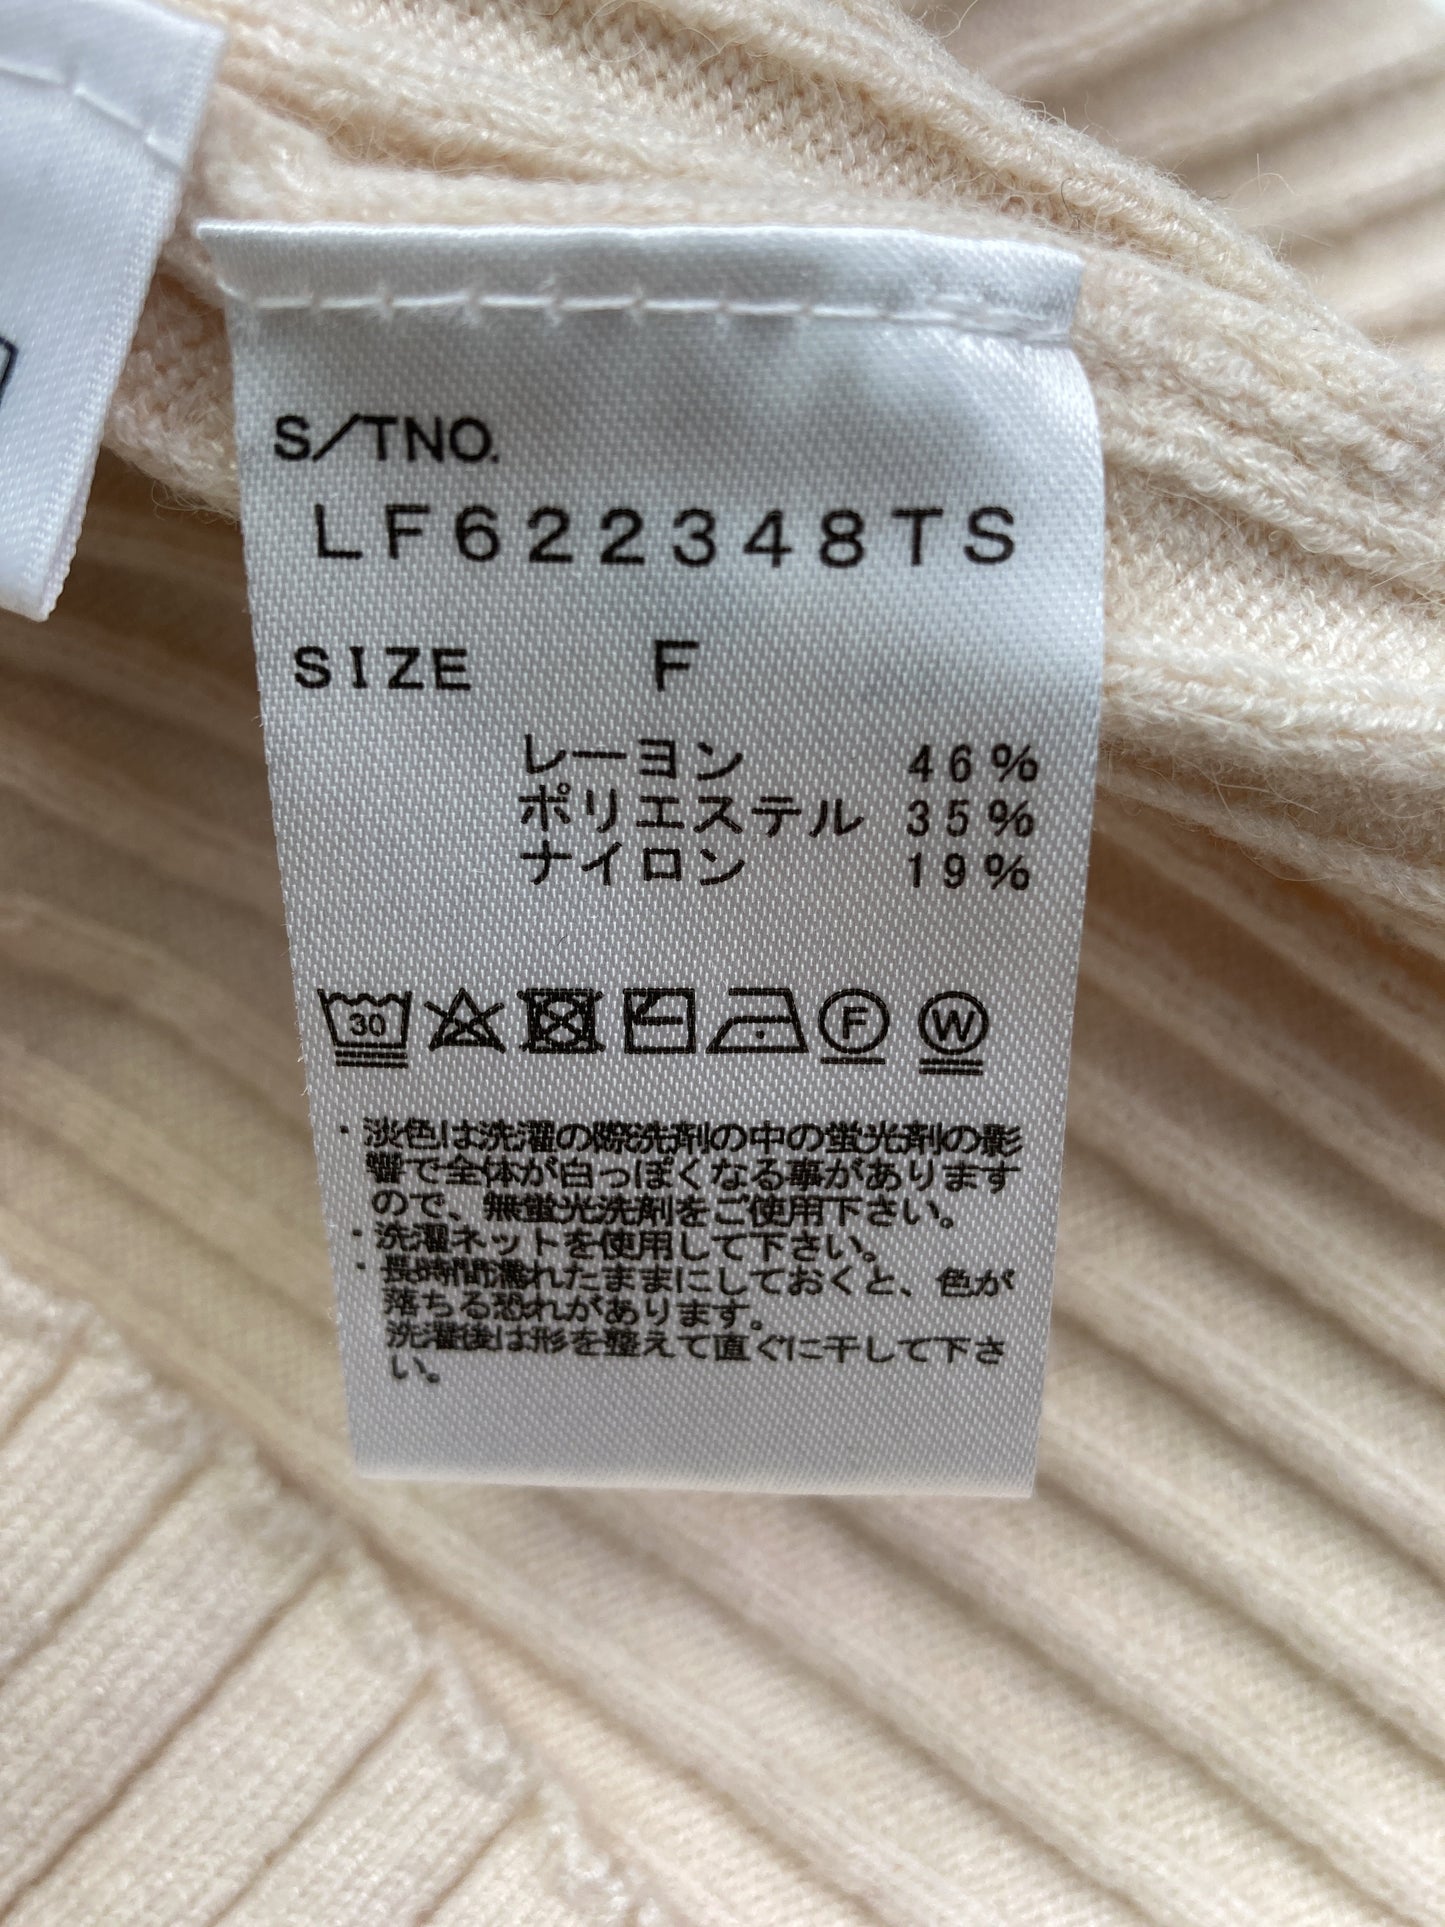 S/TNO.
LF622348TS
SIZE F
レーヨン 46%
ポリエステル 35%
ナイロン 19%
30
F
W
・淡色は洗濯の際洗剤の中の蛍光剤の影
響で全体が白っぽくなる事があります
ので、無蛍光洗剤をご使用下さい。
・洗濯ネットを使用して下さい。
・長時間濡れたままにしておくと、色が
落ちる恐れがあります。
洗濯後は形を整えて直ぐに干して下さ
い。